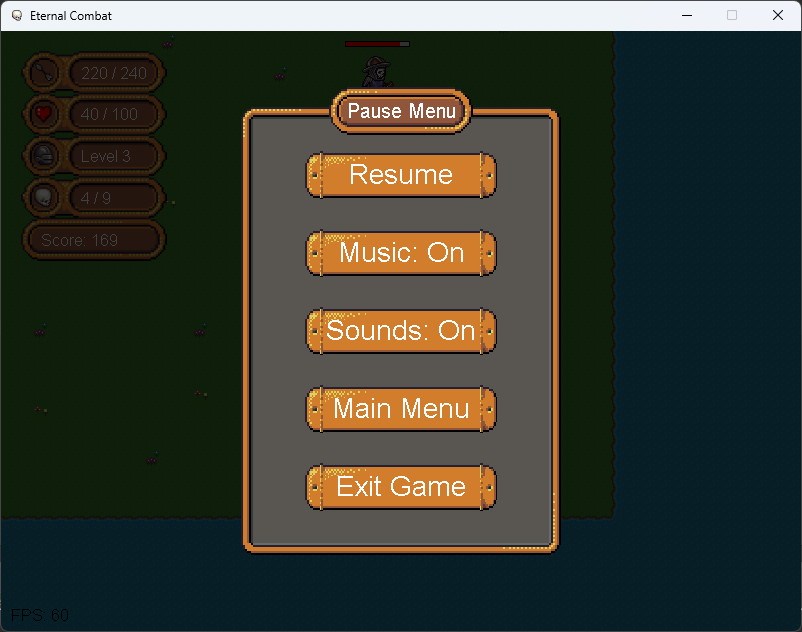 Eternal Combat
220 / 240
40 / 100
Level 3
4 / 9
Score: 169
Pause Menu
Resume
Music: On
Sounds: On
Main Menu
Exit Game
FPS: 60